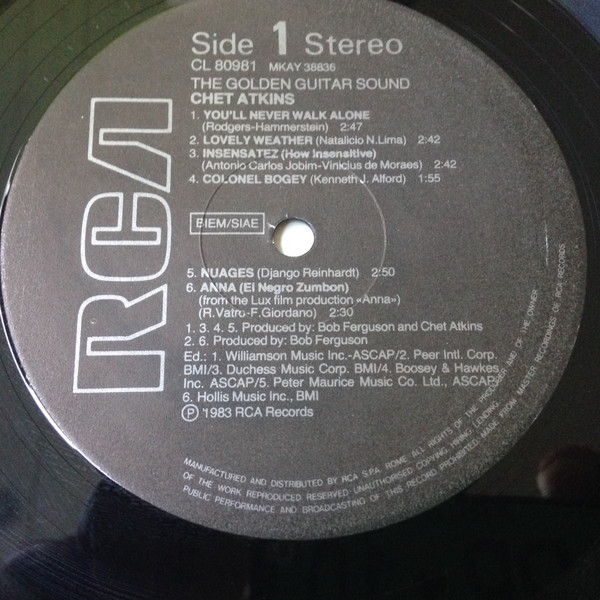 Side 1 Stereo
CL 80981 MKAY 38836
THE GOLDEN GUITAR SOUND
CHET ATKINS
1. YOU'LL NEVER WALK ALONE
(Rodgers-Hammerstein) 2:47
2. LOVELY WEATHER (Natalicio N.Lima) 2:42
3. INSENSATEZ (How Insensitive)
(Antonio Carlos Jobim-Vinicius de Moraes) 2:42
4. COLONEL BOGEY (Kenneth J. Alford) 1:55
RCA
BIEM/SIAE
5. NUAGES (Django Reinhardt) 2:50
6. ANNA (El Negro Zumbon)
(from the Lux film production «Anna»)
(R.Vatro-F.Giordano) 2:30
1. 3. 4. 5. Produced by: Bob Ferguson and Chet Atkins
2. 6. Produced by: Bob Ferguson
Ed.: 1. Williamson Music Inc.-ASCAP/2. Peer Intl. Corp.
BMI/3. Duchess Music Corp. BMI/4. Boosey & Hawkes
Inc. ASCAP/5. Peter Maurice Music Co. Ltd., ASCAP
6. Hollis Music Inc., BMI
Ⓟ 1983 RCA Records
MANUFACTURED AND DISTRIBUTED BY RCA S.P.A. ROME. ALL RIGHTS OF THE PRODUCER AND OF THE OWNER
OF THE WORK REPRODUCED RESERVED. UNAUTHORISED COPYING, HIRING, LENDING,
PUBLIC PERFORMANCE AND BROADCASTING OF THIS RECORD PROHIBITED. MADE FROM MASTER RECORDINGS OF RCA RECORDS.